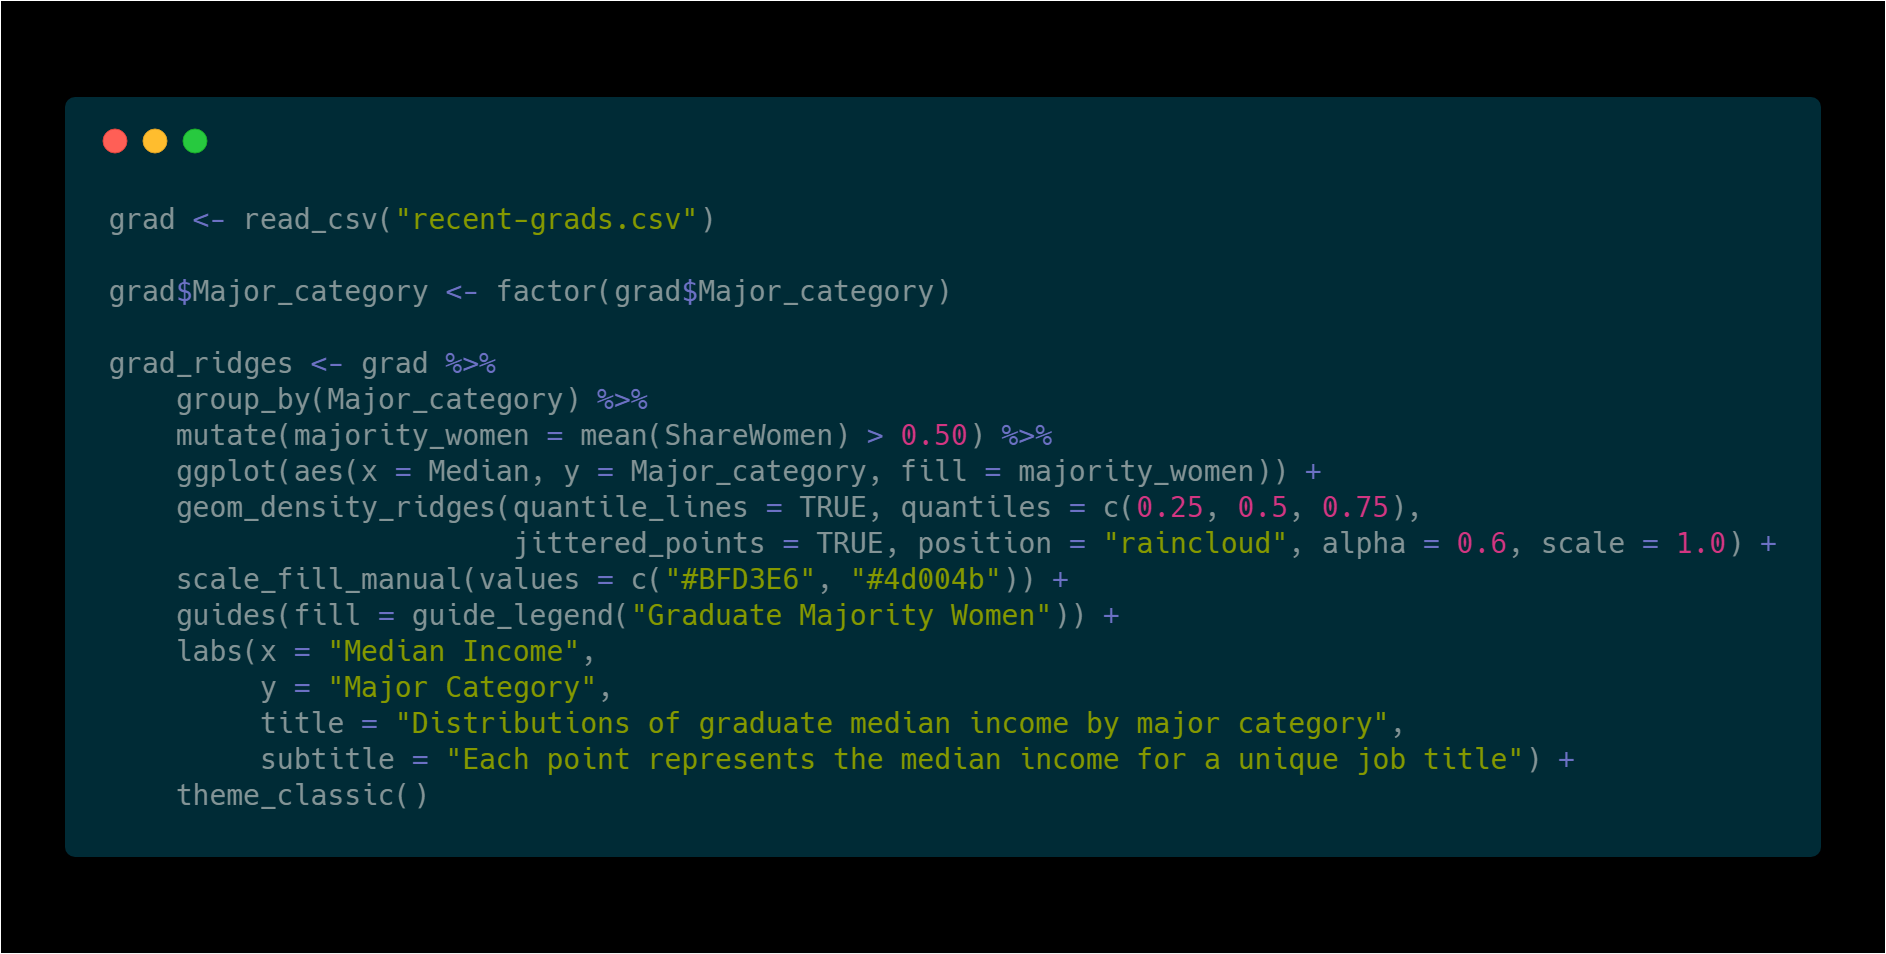 grad <- read_csv("recent-grads.csv")
grad$Major_category <- factor(grad$Major_category)
grad_ridges <- grad %>%
    group_by(Major_category) %>%
    mutate(majority_women = mean(ShareWomen) > 0.50) %>%
    ggplot(aes(x = Median, y = Major_category, fill = majority_women)) +
    geom_density_ridges(quantile_lines = TRUE, quantiles = c(0.25, 0.5, 0.75),
                        jittered_points = TRUE, position = "raincloud", alpha = 0.6, scale = 1.0) +
    scale_fill_manual(values = c("#BFD3E6", "#4d004b")) +
    guides(fill = guide_legend("Graduate Majority Women")) +
    labs(x = "Median Income",
         y = "Major Category",
         title = "Distributions of graduate median income by major category",
         subtitle = "Each point represents the median income for a unique job title") +
    theme_classic()